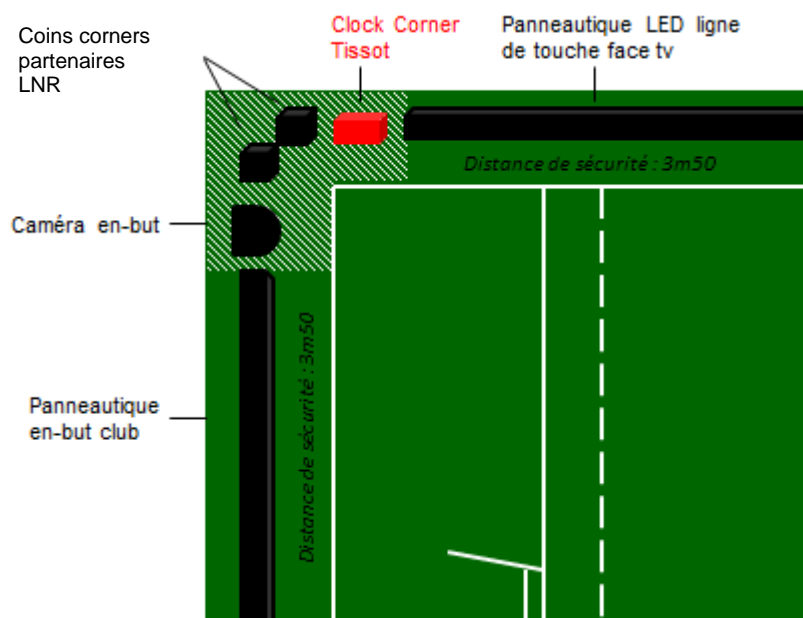 Coins corners
partenaires
LNR
Clock Corner
Tissot
Panneautique LED ligne
de touche face tv
Distance de sécurité : 3m50
Caméra en-but
Distance de sécurité : 3m50
Panneautique
en-but club